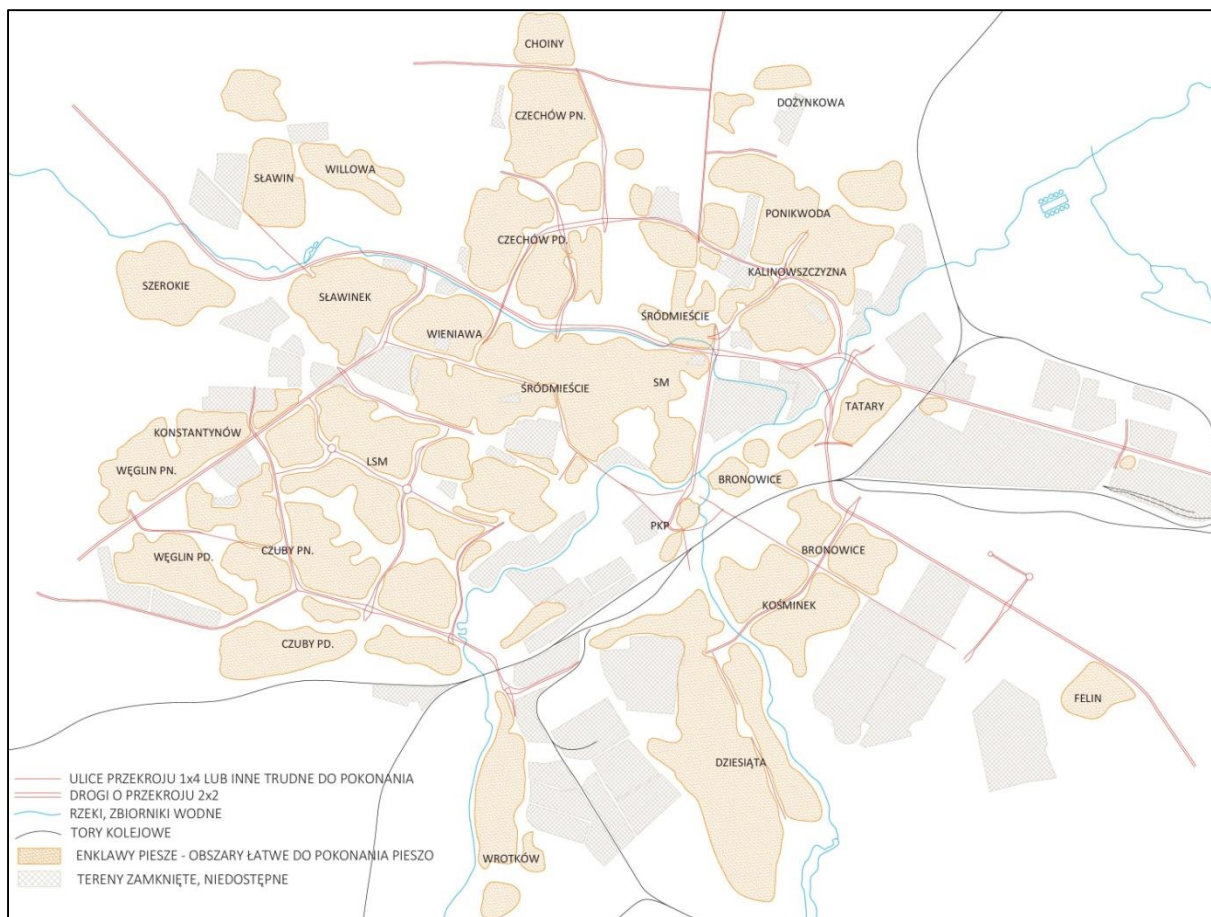 CHOINY
DOŻYNKOWA
CZECHÓW PN.
WILLOWA
SŁAWIN
PONIKWODA
CZECHÓW PD.
KALINOWSZCZYZNA
SZEROKIE
SŁAWINEK
ŚRÓDMIEŚCIE
WIENIAWA
ŚRÓDMIEŚCIE
SM
TATARY
KONSTANTYNÓW
LSM
WĘGLIN PN.
BRONOWICE
PKP
BRONOWICE
WĘGLIN PD.
CZUBY PN.
KOŚMINEK
CZUBY PD.
FELIN
DZIESIĄTA
WROTKÓW
ULICE PRZEKROJU 1x4 LUB INNE TRUDNE DO POKONANIA
DROGI O PRZEKROJU 2x2
RZEKI, ZBIORNIKI WODNE
TORY KOLEJOWE
ENKLAWY PIESZE - OBSZARY ŁATWE DO POKONANIA PIESZO
TERENY ZAMKNIĘTE, NIEDOSTĘPNE